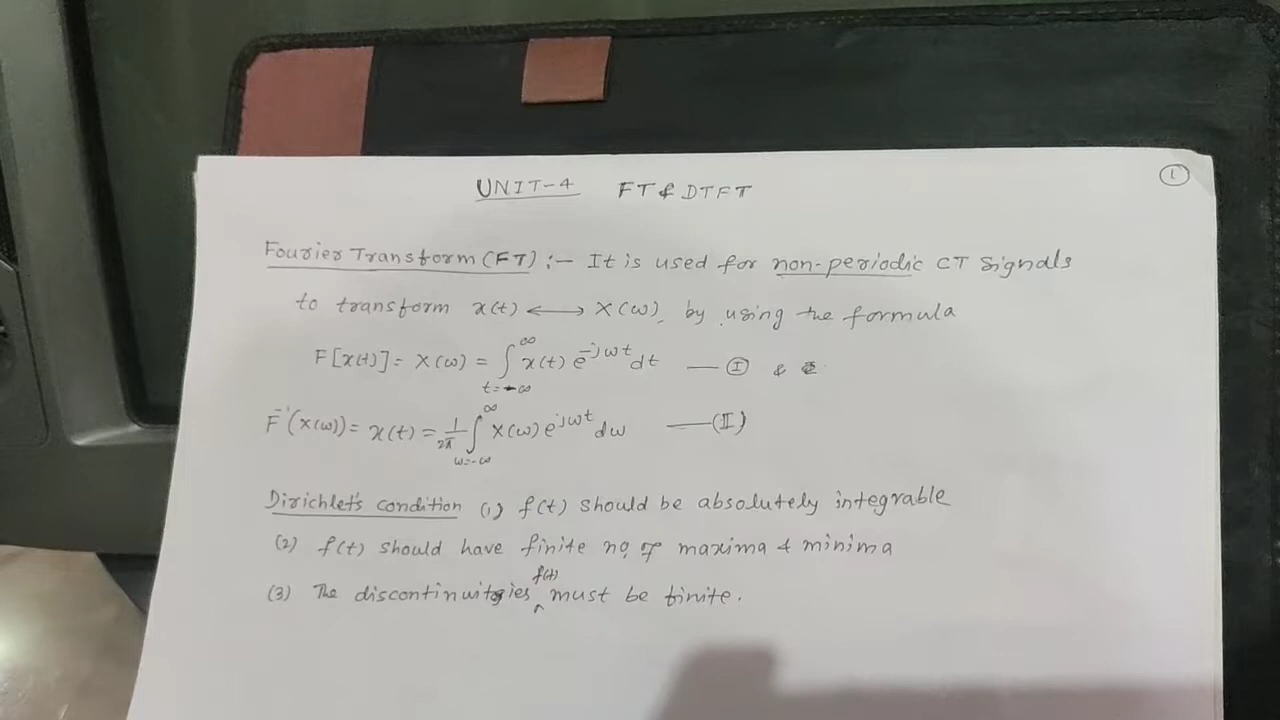 UNIT-4 FT & DTFT
1
Fourier Transform (FT) :- It is used for non-periodic CT signals
to transform x(t) ⟷ X(ω), by using the formula
F[x(t)] = X(ω) = ∫_{t=-∞}^{∞} x(t) e^{-jωt} dt — (I) &
F^{-1}(X(ω)) = x(t) = 1/2π ∫_{ω=-∞}^{∞} X(ω) e^{jωt} dω — (II)
Dirichlet's condition (1) f(t) should be absolutely integrable
(2) f(t) should have finite no. of maxima & minima
(3) The discontinuities f(t) must be finite.